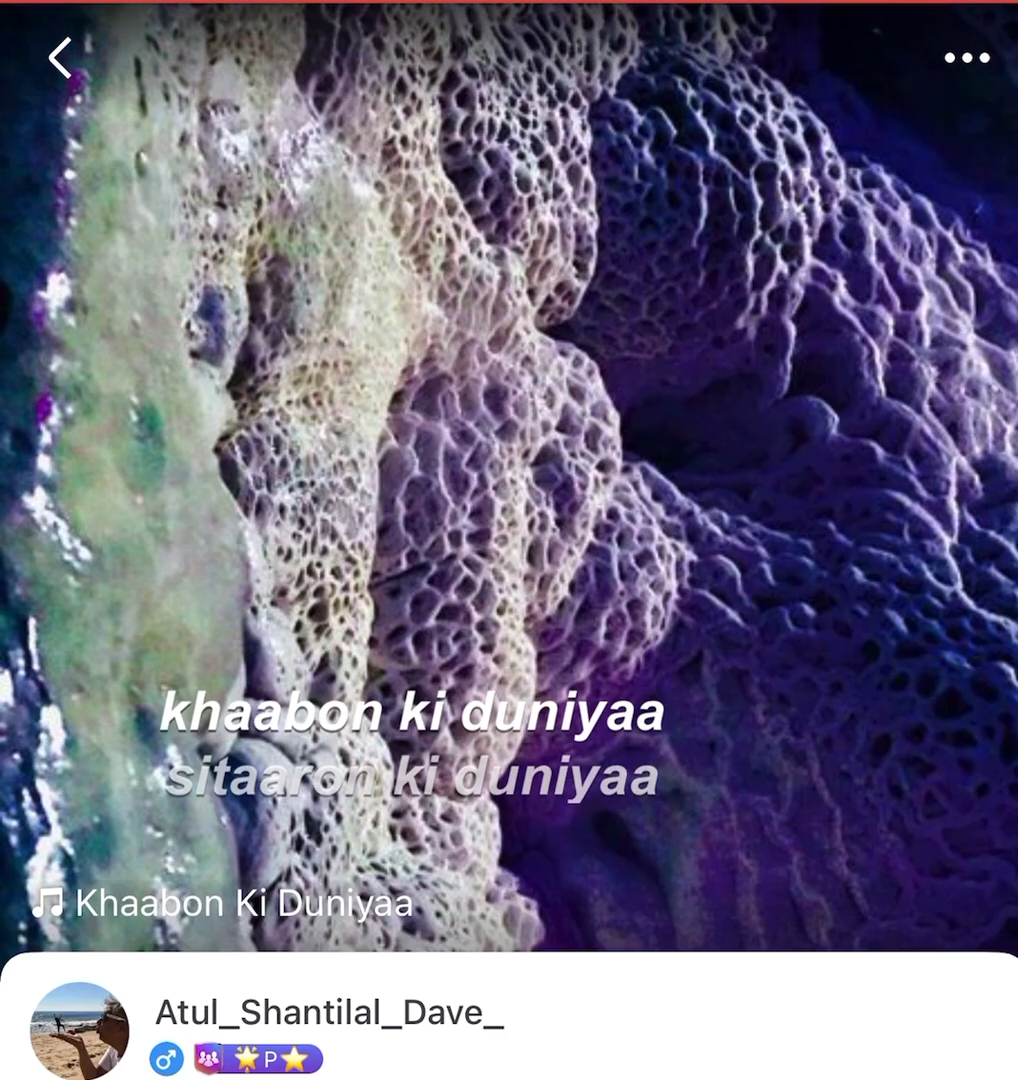 khaabon ki duniyaa
sitaaron ki duniyaa
Khaabon Ki Duniyaa
Atul_Shantilal_Dave_
P